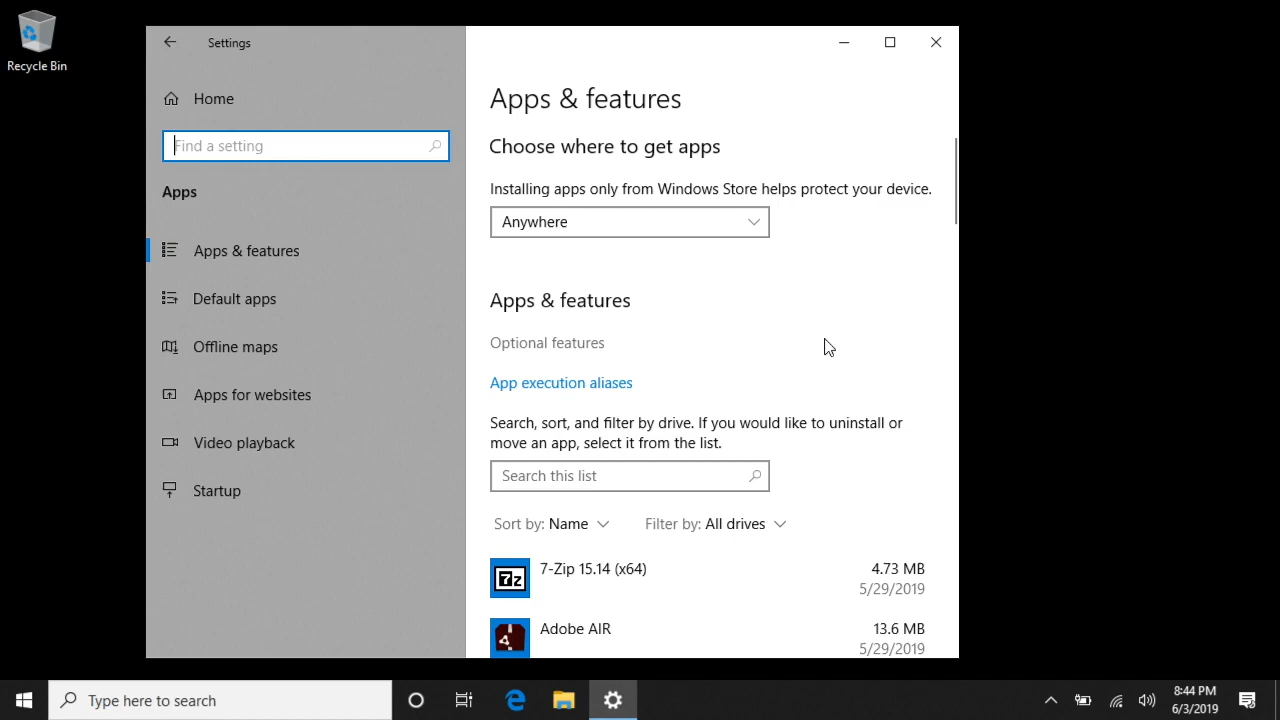 Recycle Bin
Settings
Home
Find a setting
Apps
Apps & features
Default apps
Offline maps
Apps for websites
Video playback
Startup
Apps & features
Choose where to get apps
Installing apps only from Windows Store helps protect your device.
Anywhere
Apps & features
Optional features
App execution aliases
Search, sort, and filter by drive. If you would like to uninstall or
move an app, select it from the list.
Search this list
Sort by: Name Filter by: All drives
7z
7-Zip 15.14 (x64) 4.73 MB
5/29/2019
Adobe AIR 13.6 MB
5/29/2019
Type here to search
8:44 PM
6/3/2019